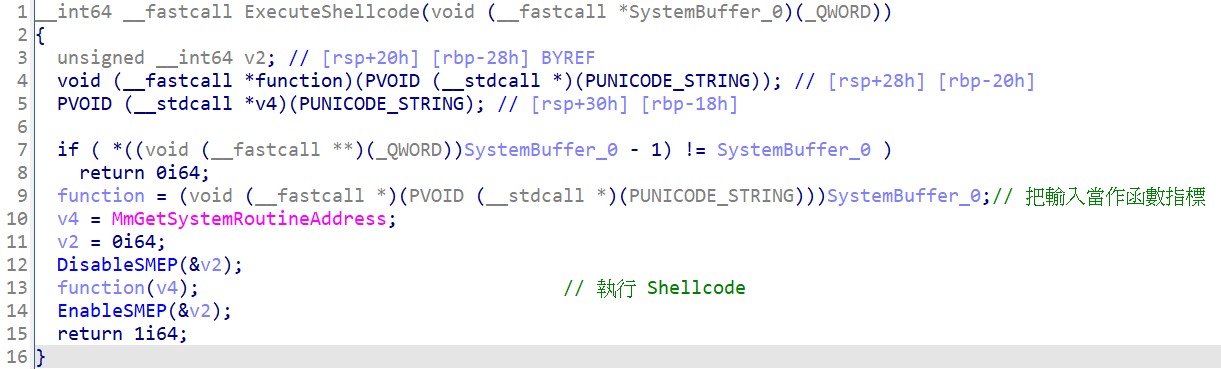 1 __int64 __fastcall ExecuteShellcode(void (__fastcall *SystemBuffer_0)(_QWORD))
2 {
3 unsigned __int64 v2; // [rsp+20h] [rbp-28h] BYREF
4 void (__fastcall *function)(PVOID (__stdcall *)(PUNICODE_STRING)); // [rsp+28h] [rbp-20h]
5 PVOID (__stdcall *v4)(PUNICODE_STRING); // [rsp+30h] [rbp-18h]
6
7 if ( *((void (__fastcall **)(_QWORD))SystemBuffer_0 - 1) != SystemBuffer_0 )
8 return 0i64;
9 function = (void (__fastcall *)(PVOID (__stdcall *)(PUNICODE_STRING)))SystemBuffer_0;// 把輸入當作函數指標
10 v4 = MmGetSystemRoutineAddress;
11 v2 = 0i64;
12 DisableSMEP(&v2);
13 function(v4); // 執行 Shellcode
14 EnableSMEP(&v2);
15 return 1i64;
16 }